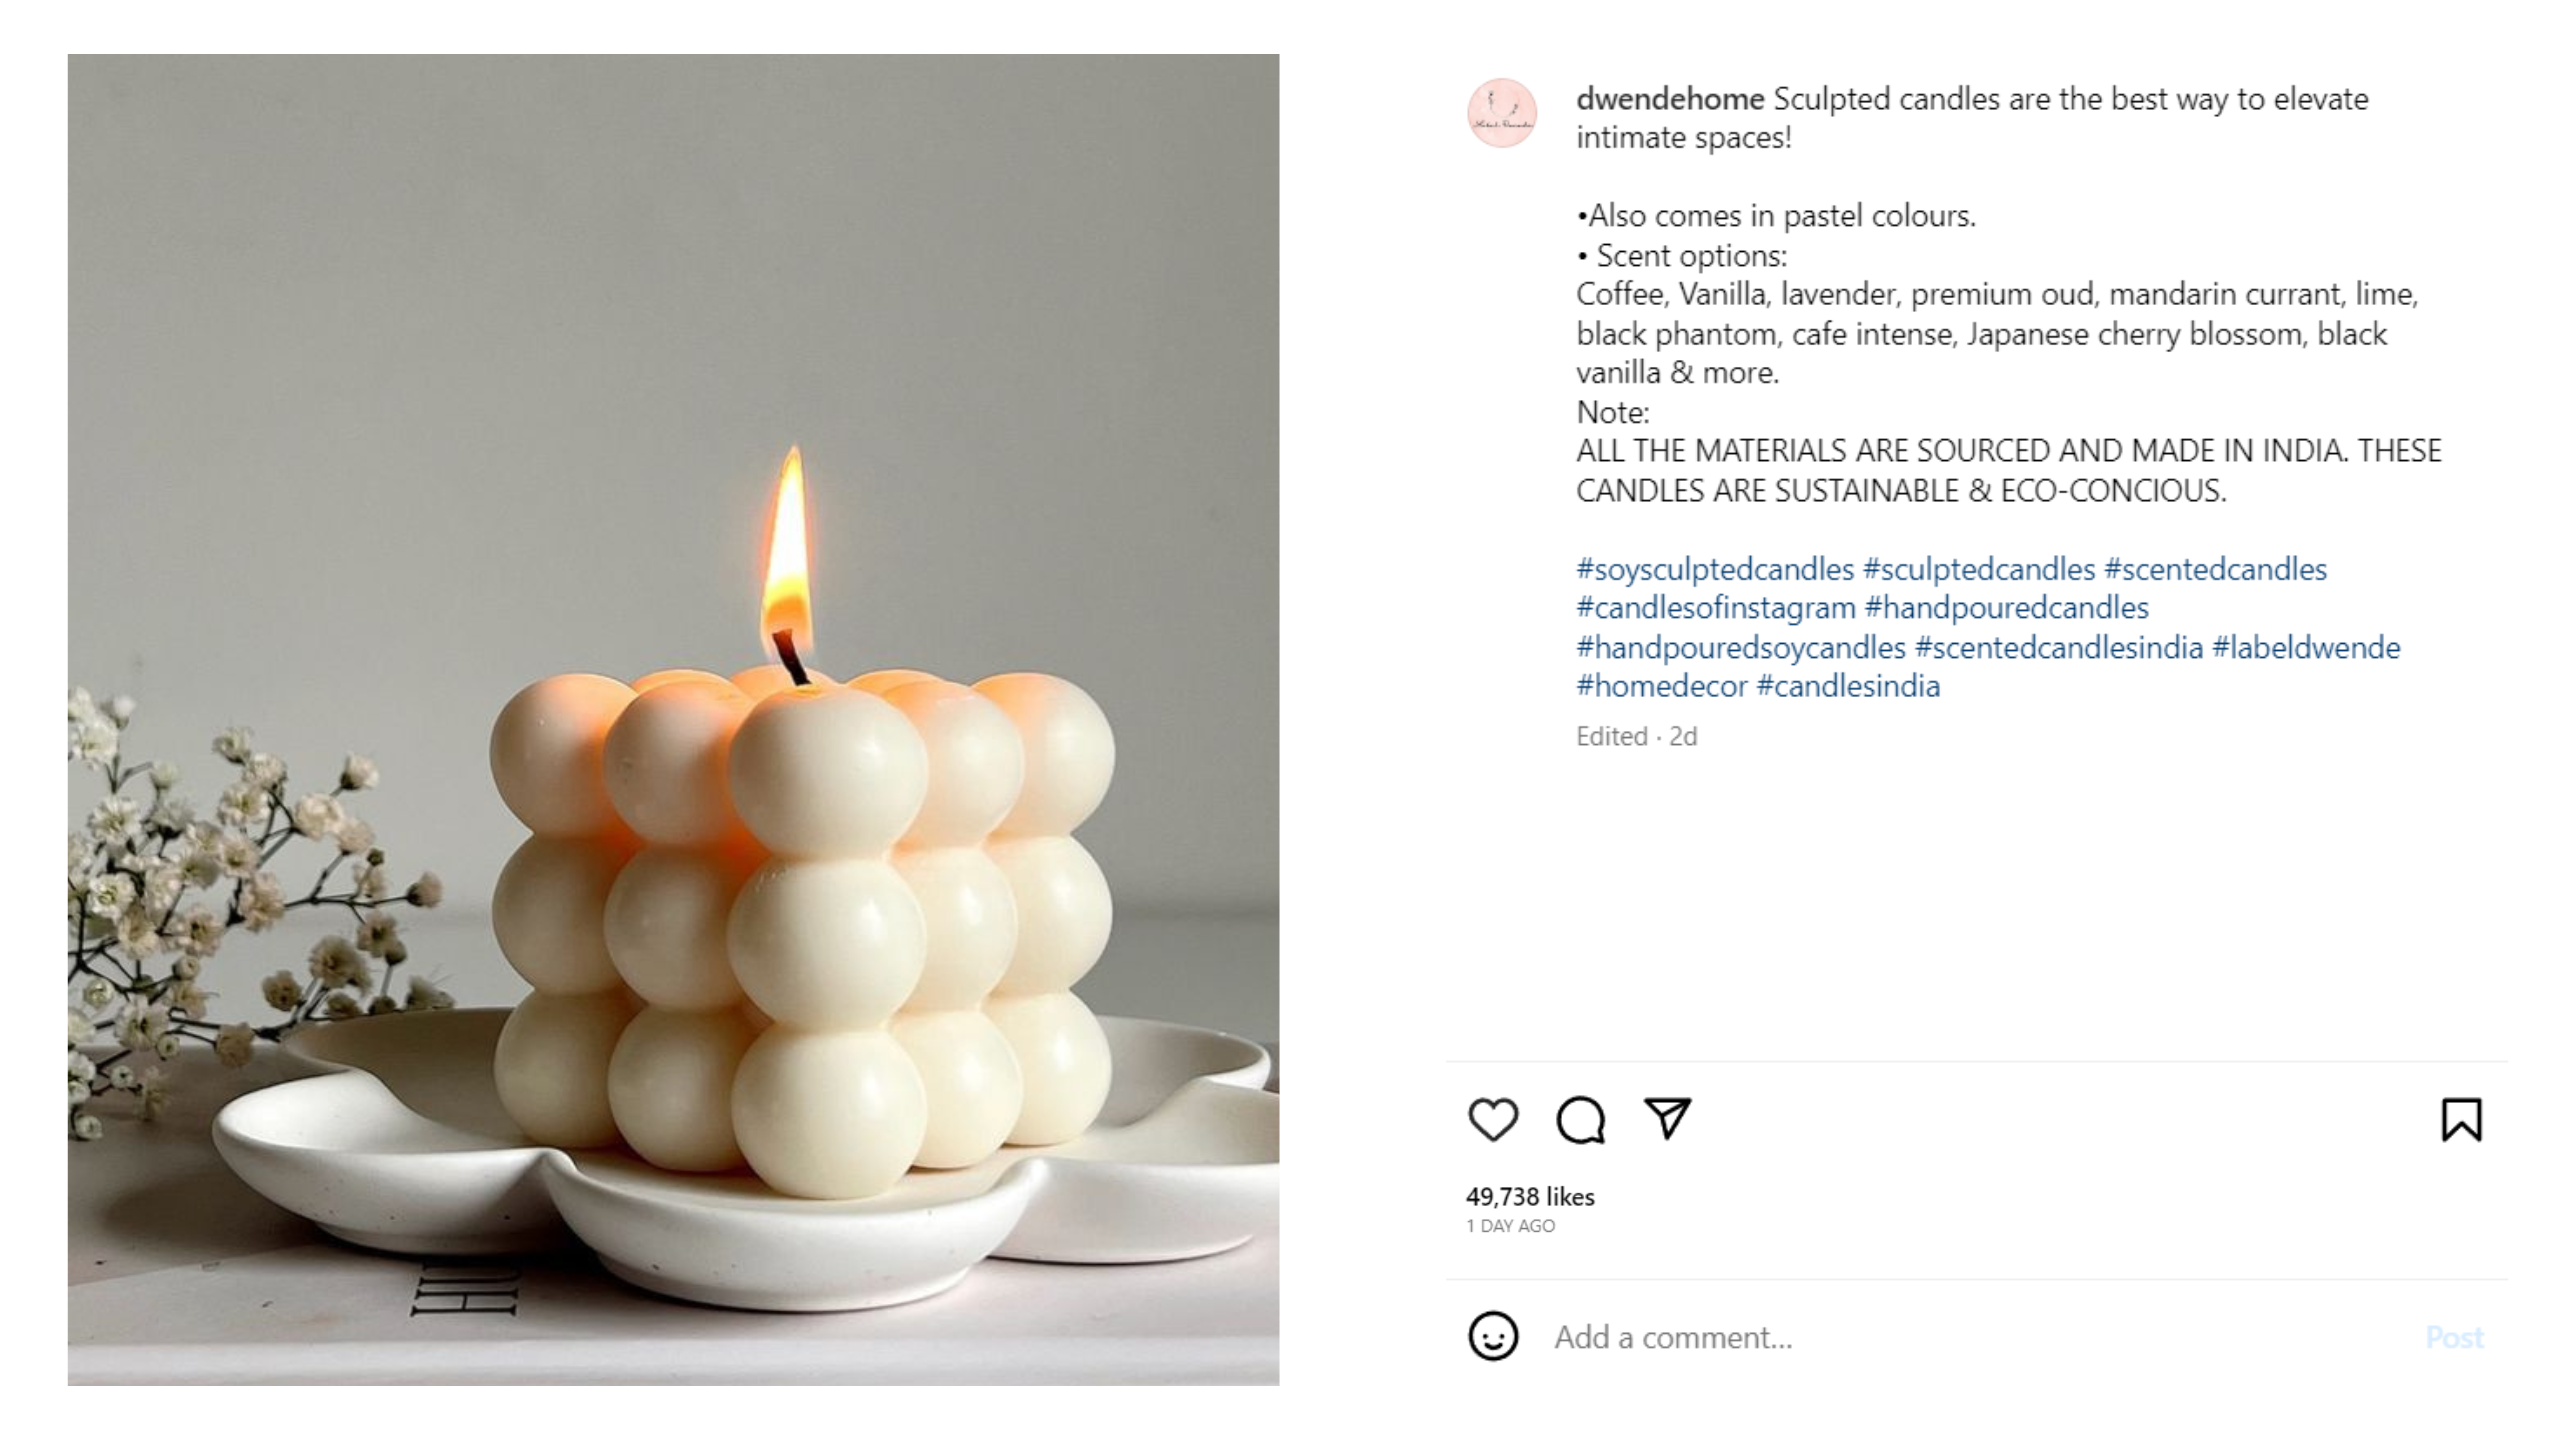 dwendehome Sculpted candles are the best way to elevate
intimate spaces!
•Also comes in pastel colours.
• Scent options:
Coffee, Vanilla, lavender, premium oud, mandarin currant, lime,
black phantom, cafe intense, Japanese cherry blossom, black
vanilla & more.
Note:
ALL THE MATERIALS ARE SOURCED AND MADE IN INDIA. THESE
CANDLES ARE SUSTAINABLE & ECO-CONCIOUS.
#soysculptedcandles #sculptedcandles #scentedcandles
#candlesofinstagram #handpouredcandles
#handpouredsoycandles #scentedcandlesindia #labeldwende
#homedecor #candlesindia
Edited · 2d
49,738 likes
1 DAY AGO
Add a comment...
Post